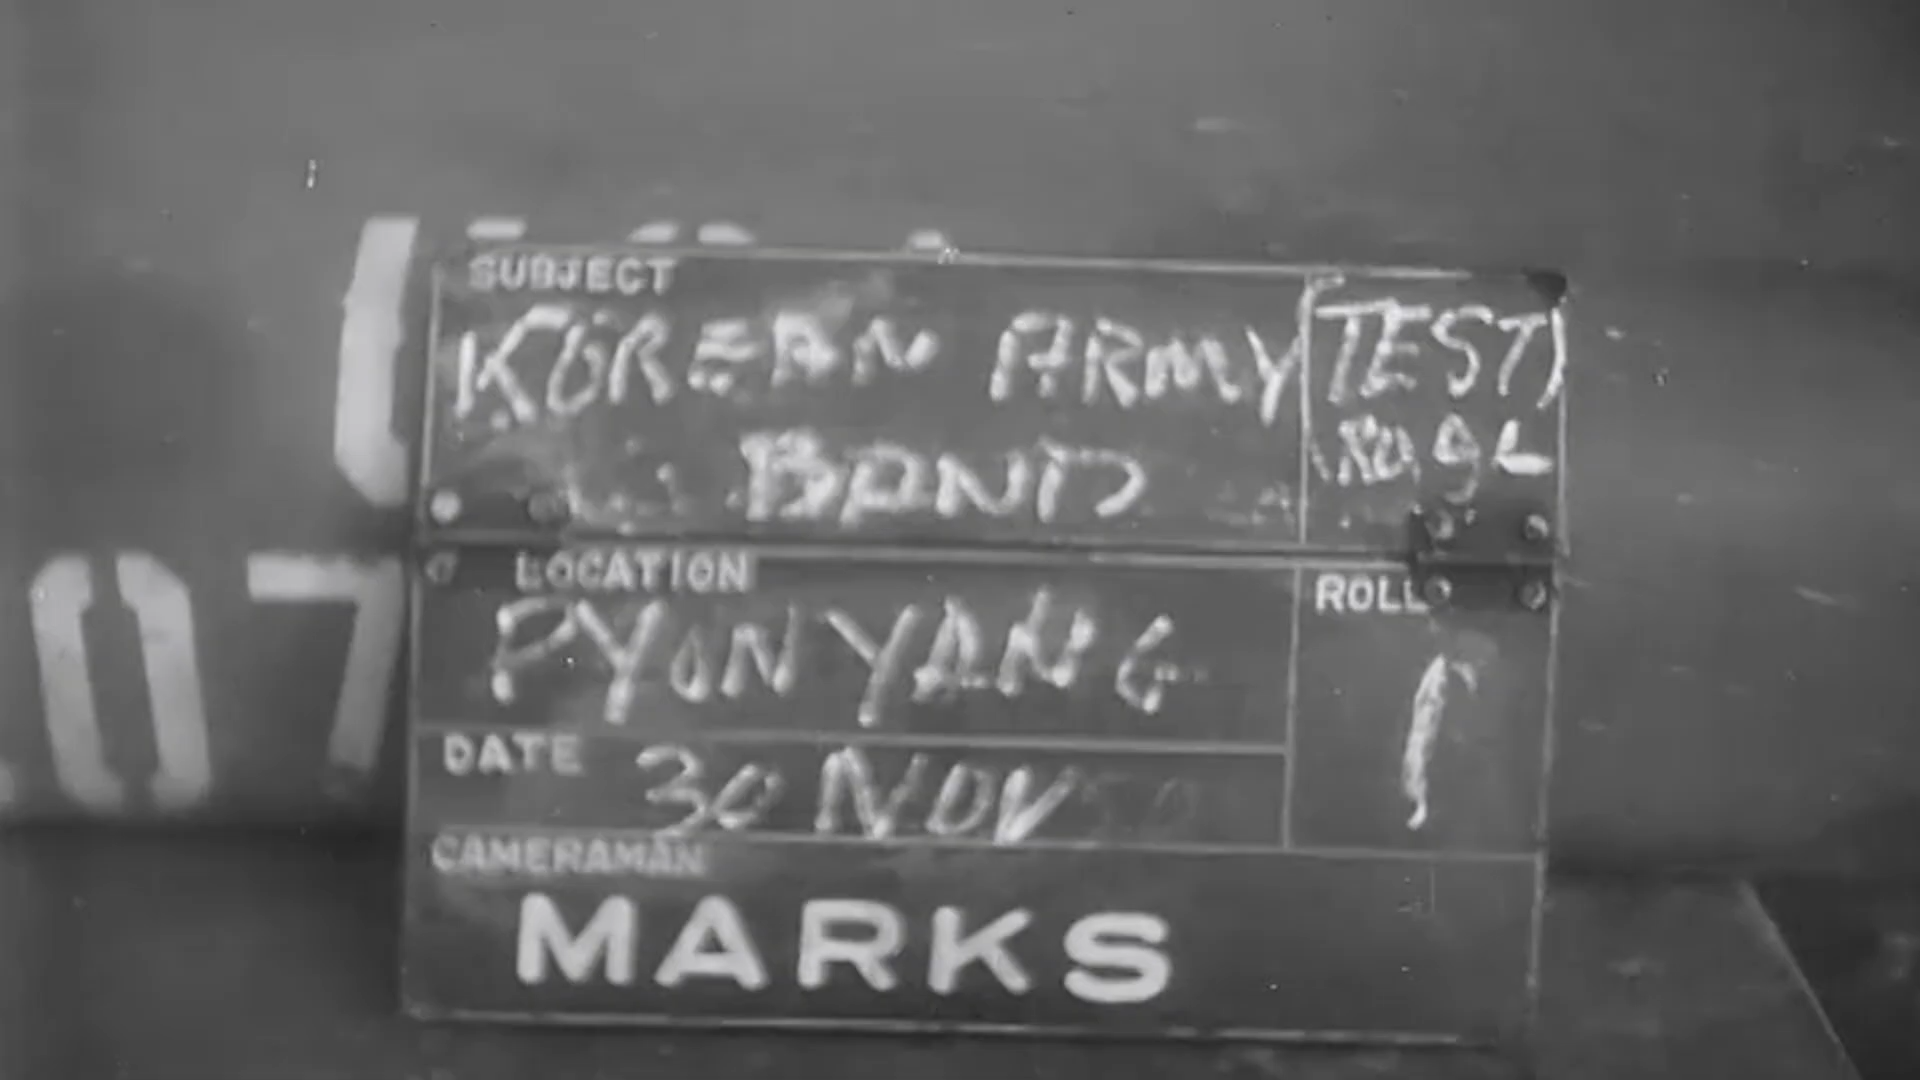 SUBJECT
KOREAN ARMY
BAND
TEST
LOCATION
PYONYANG
ROLL
1
DATE 30 NOV
CAMERAMAN
MARKS
07